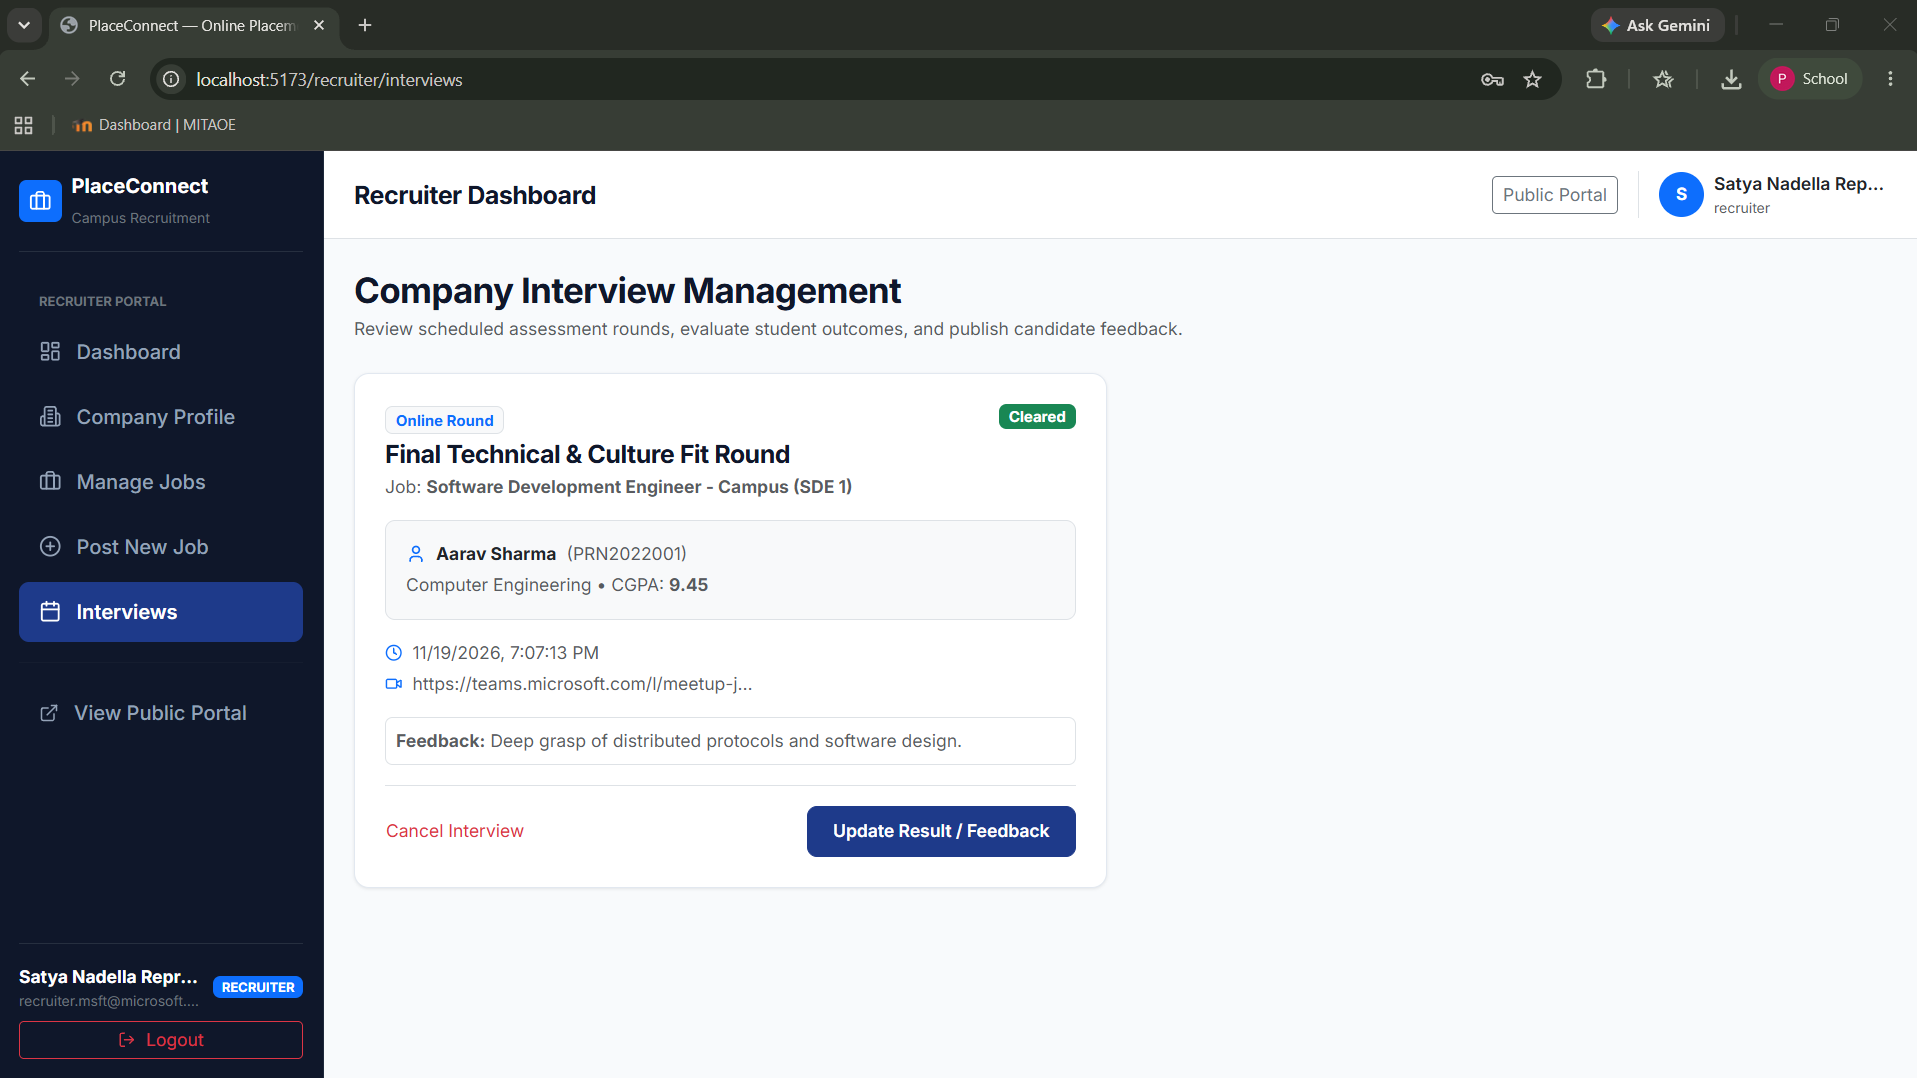 PlaceConnect — Online Placem
Ask Gemini
localhost:5173/recruiter/interviews
P School
Dashboard | MITAOE
PlaceConnect
Campus Recruitment
RECRUITER PORTAL
Dashboard
Company Profile
Manage Jobs
Post New Job
Interviews
View Public Portal
Satya Nadella Repr...
recruiter.msft@microsoft....
RECRUITER
Logout
Recruiter Dashboard
Public Portal
S
Satya Nadella Rep...
recruiter
Company Interview Management
Review scheduled assessment rounds, evaluate student outcomes, and publish candidate feedback.
Online Round
Cleared
Final Technical & Culture Fit Round
Job: Software Development Engineer - Campus (SDE 1)
Aarav Sharma (PRN2022001)
Computer Engineering • CGPA: 9.45
11/19/2026, 7:07:13 PM
https://teams.microsoft.com/l/meetup-j...
Feedback: Deep grasp of distributed protocols and software design.
Cancel Interview
Update Result / Feedback